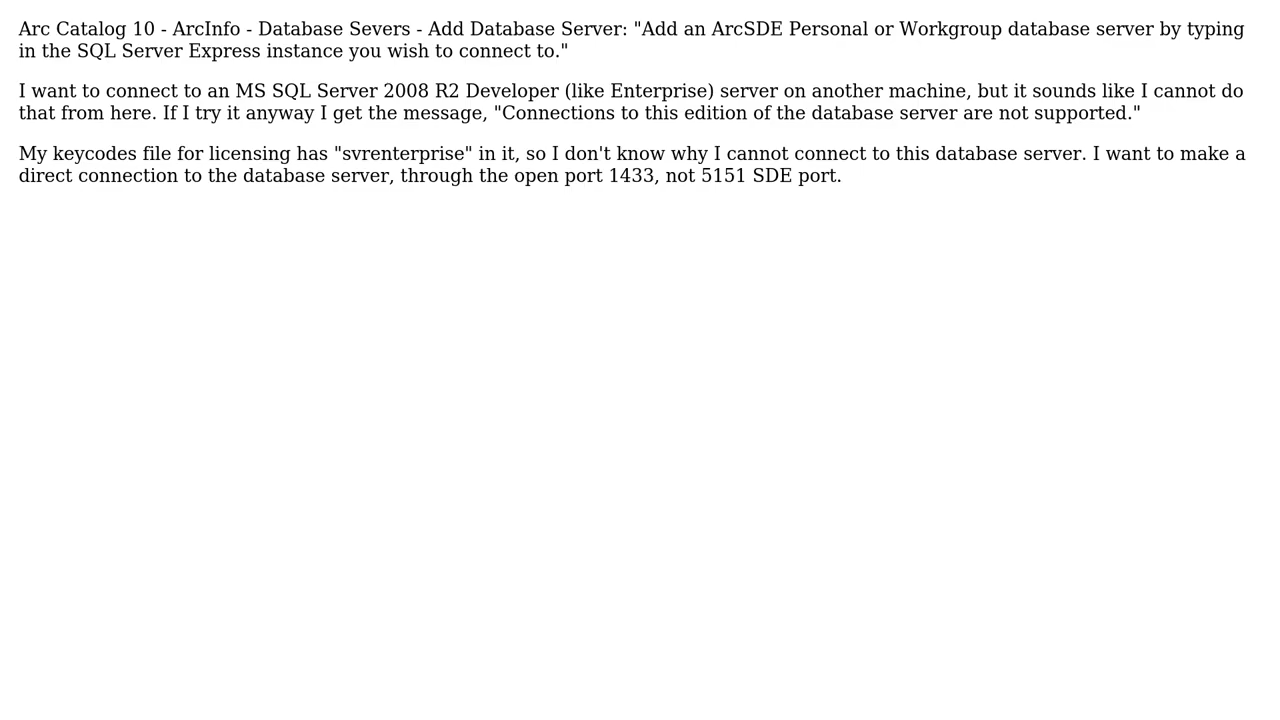 Arc Catalog 10 - ArcInfo - Database Severs - Add Database Server: "Add an ArcSDE Personal or Workgroup database server by typing
in the SQL Server Express instance you wish to connect to."
I want to connect to an MS SQL Server 2008 R2 Developer (like Enterprise) server on another machine, but it sounds like I cannot do
that from here. If I try it anyway I get the message, "Connections to this edition of the database server are not supported."
My keycodes file for licensing has "svrenterprise" in it, so I don't know why I cannot connect to this database server. I want to make a
direct connection to the database server, through the open port 1433, not 5151 SDE port.